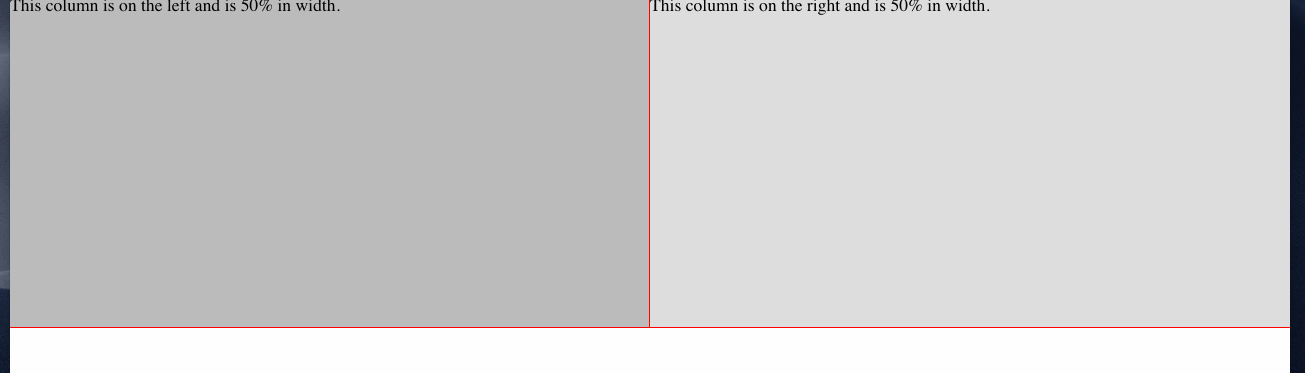 This column is on the left and is 50% in width.
This column is on the right and is 50% in width.